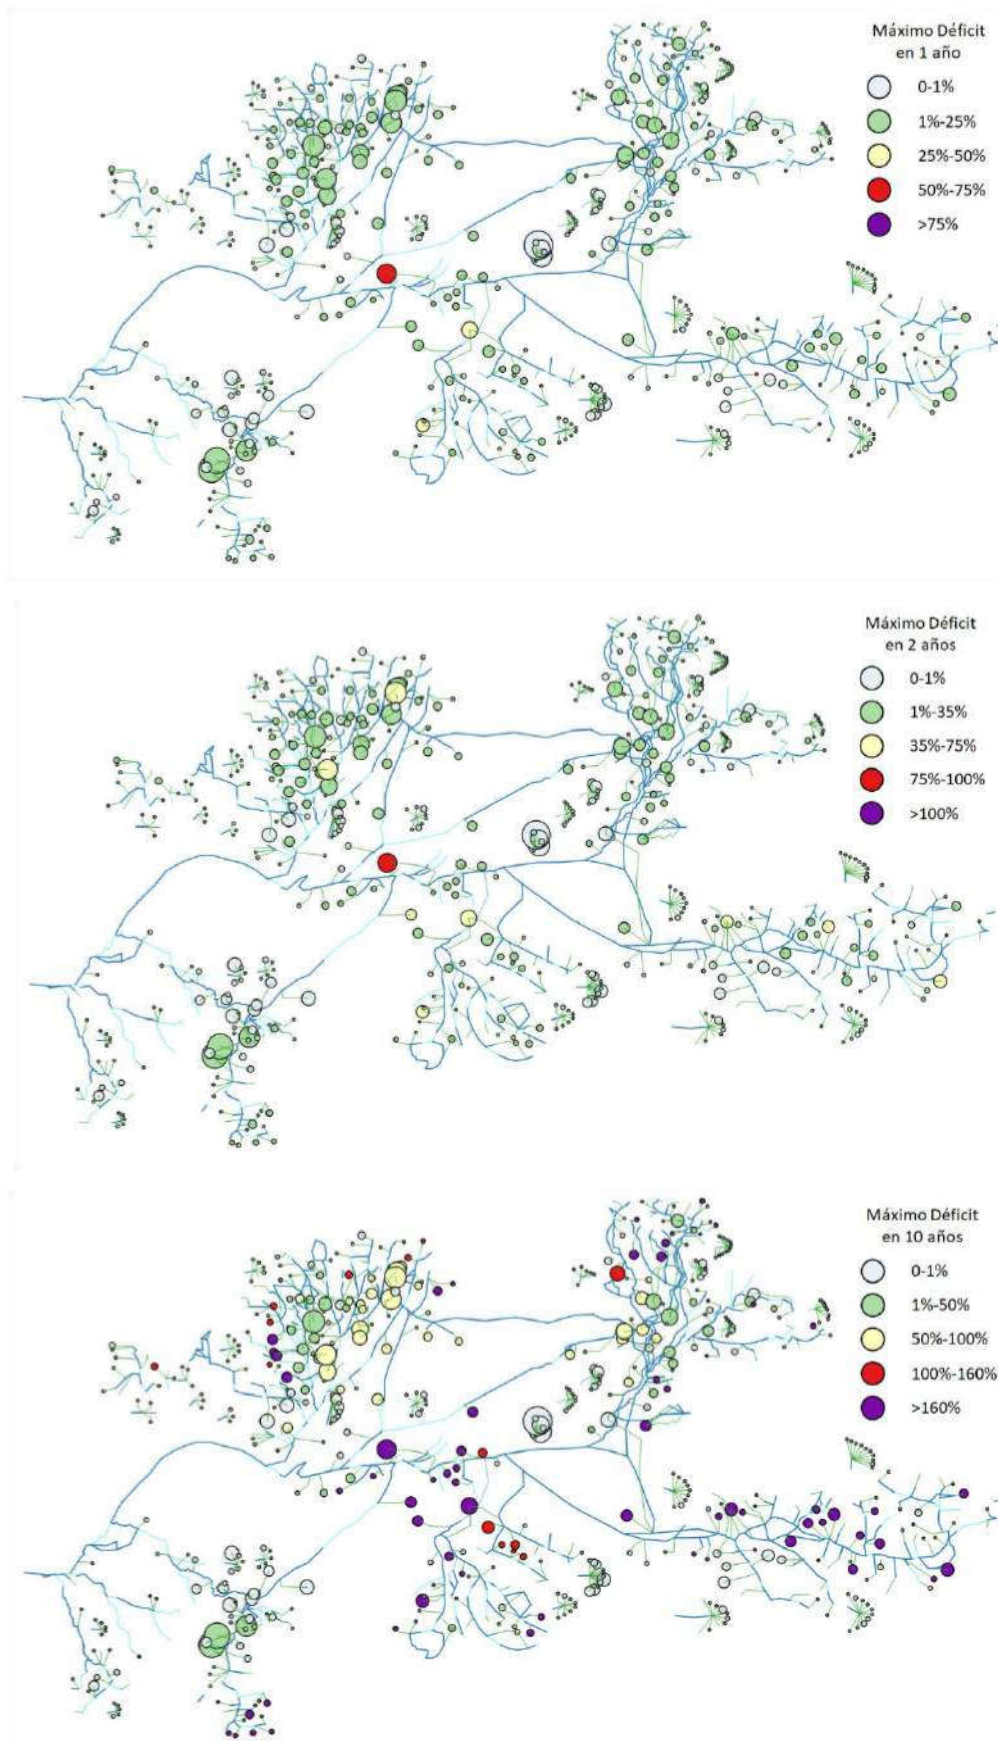 Máximo Déficit
en 1 año
0-1%
1%-25%
25%-50%
50%-75%
>75%
Máximo Déficit
en 2 años
0-1%
1%-35%
35%-75%
75%-100%
>100%
Máximo Déficit
en 10 años
0-1%
1%-50%
50%-100%
100%-160%
>160%